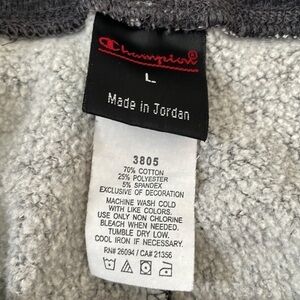 Champion
L
Made in Jordan
3805
70% COTTON
25% POLYESTER
5% SPANDEX
EXCLUSIVE OF DECORATION
MACHINE WASH COLD
WITH LIKE COLORS.
USE ONLY NON CHLORINE
BLEACH WHEN NEEDED.
TUMBLE DRY LOW.
COOL IRON IF NECESSARY.
RN# 26094 / CA# 21356